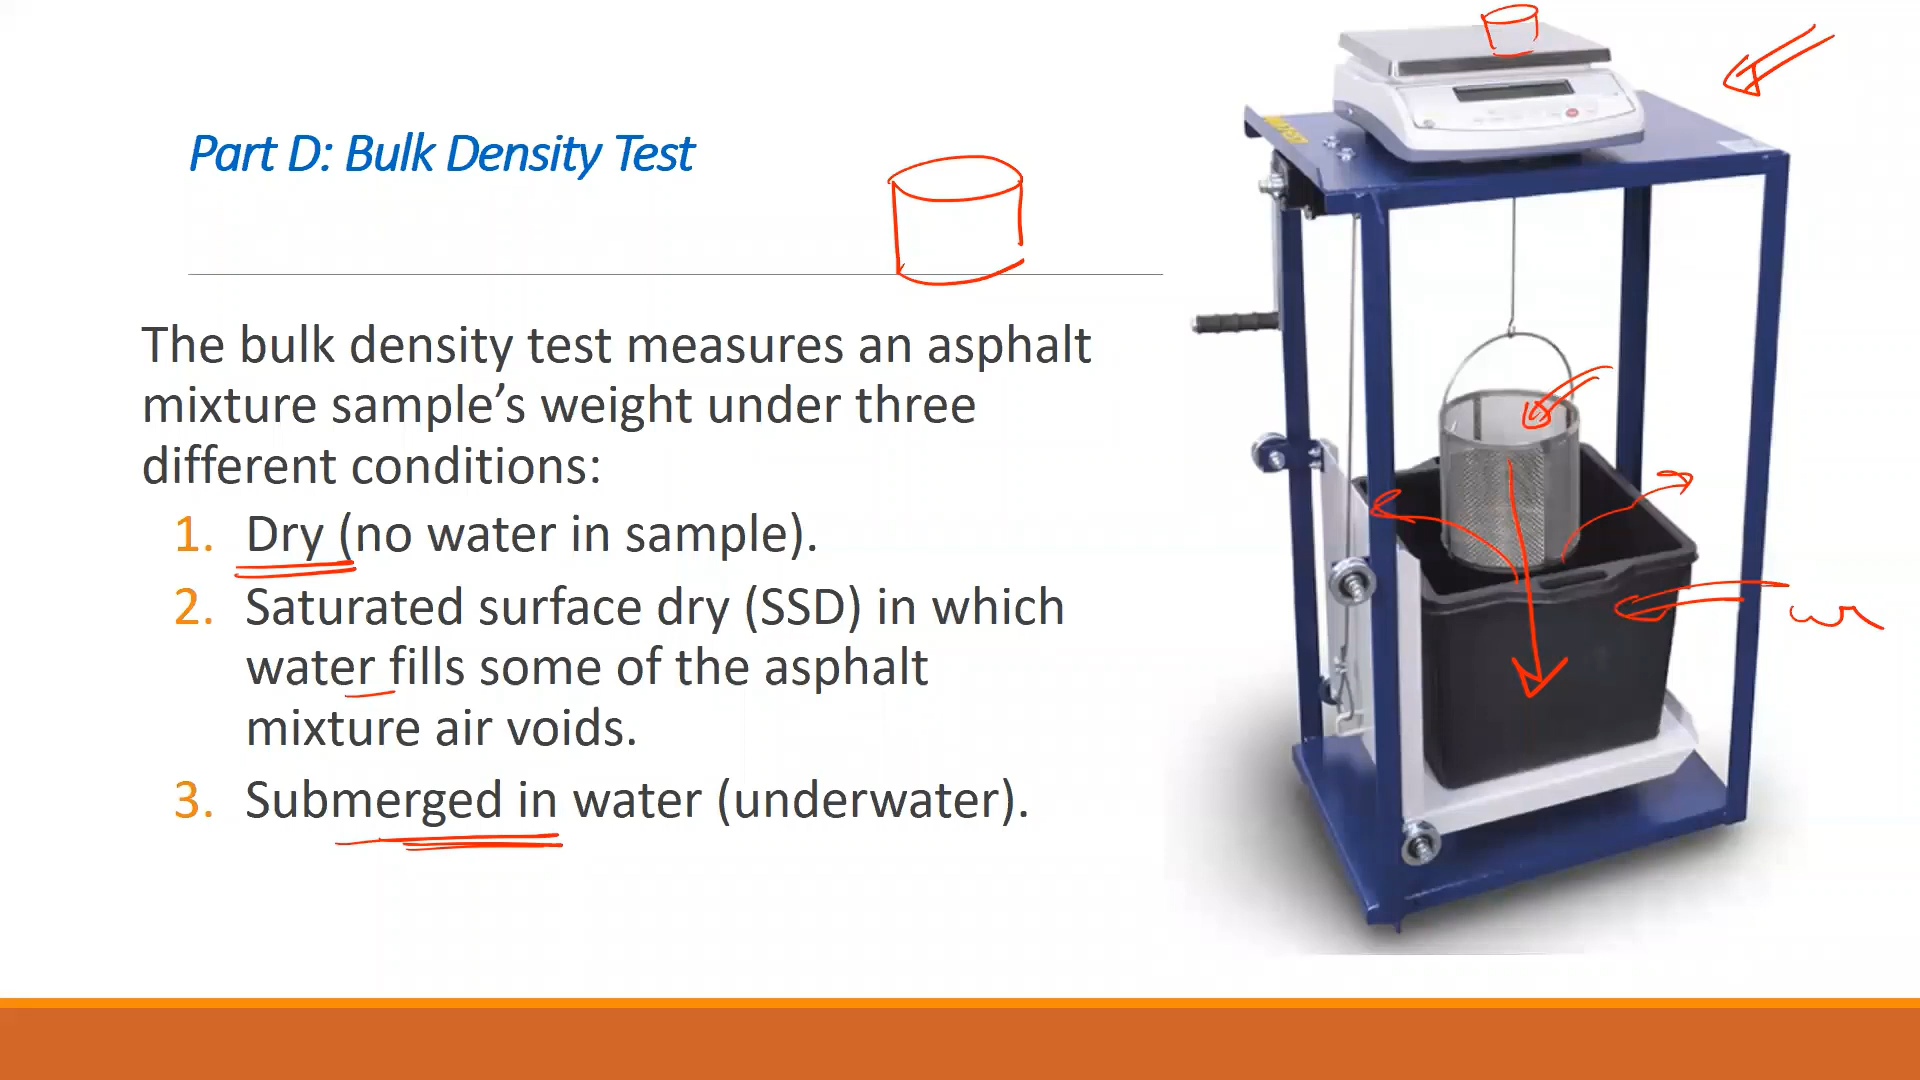 Part D: Bulk Density Test
The bulk density test measures an asphalt
mixture sample’s weight under three
different conditions:
1. Dry (no water in sample).
2. Saturated surface dry (SSD) in which
water fills some of the asphalt
mixture air voids.
3. Submerged in water (underwater).